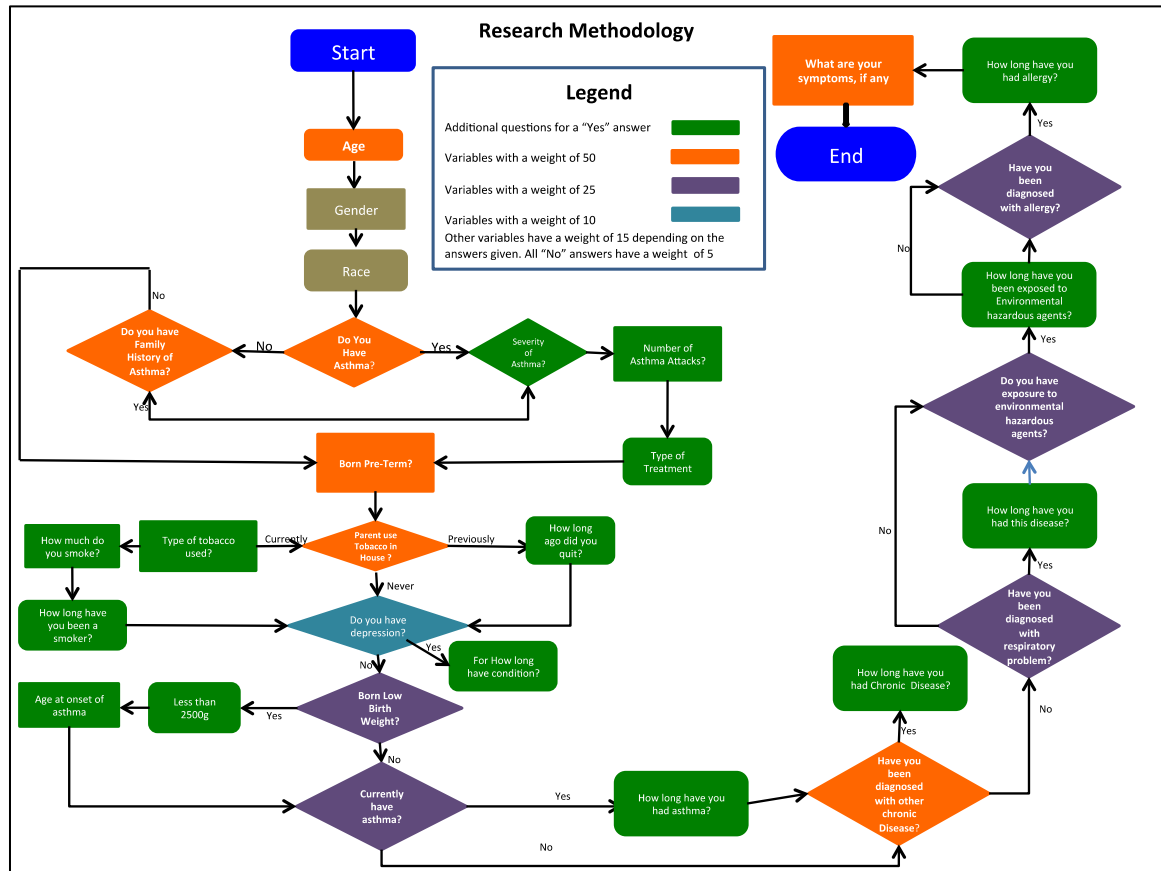 Research Methodology
Start
Age
Gender
Race
Legend
Additional questions for a “Yes” answer
Variables with a weight of 50
Variables with a weight of 25
Variables with a weight of 10
Other variables have a weight of 15 depending on the
answers given. All “No” answers have a weight of 5
What are your
symptoms, if any
End
How long have you
had allergy?
Yes
Have you
been
diagnosed
with allergy?
No
How long have you
been exposed to
Environmental
hazardous agents?
Yes
Do you have
exposure to
environmental
hazardous
agents?
No
How long have you
had this disease?
Yes
Have you
been
diagnosed
with
respiratory
problem?
No
No
Do you have
Family
History of
Asthma?
No
Do You
Have
Asthma?
Yes
Severity
of
Asthma?
Number of
Asthma Attacks?
Yes
Type of
Treatment
Born Pre-Term?
How much do
you smoke?
Type of tobacco
used?
Currently
Parent use
Tobacco in
House ?
Previously
How long
ago did you
quit?
Never
How long have
you been a
smoker?
Do you have
depression?
Yes
For How long
have condition?
No
Age at onset of
asthma
Less than
2500g
Yes
Born Low
Birth
Weight?
No
Currently
have
asthma?
Yes
How long have you
had asthma?
No
How long have you
had Chronic Disease?
Yes
Have you
been
diagnosed
with other
chronic
Disease?